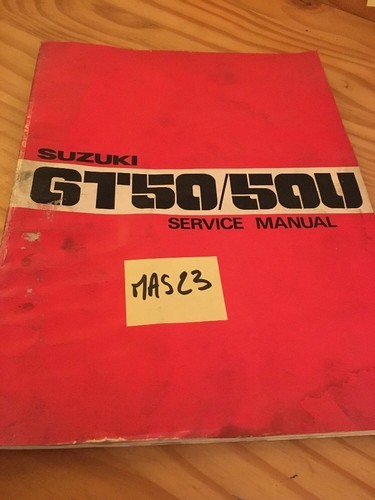 SUZUKI
GT50/50U
SERVICE MANUAL
MAS23